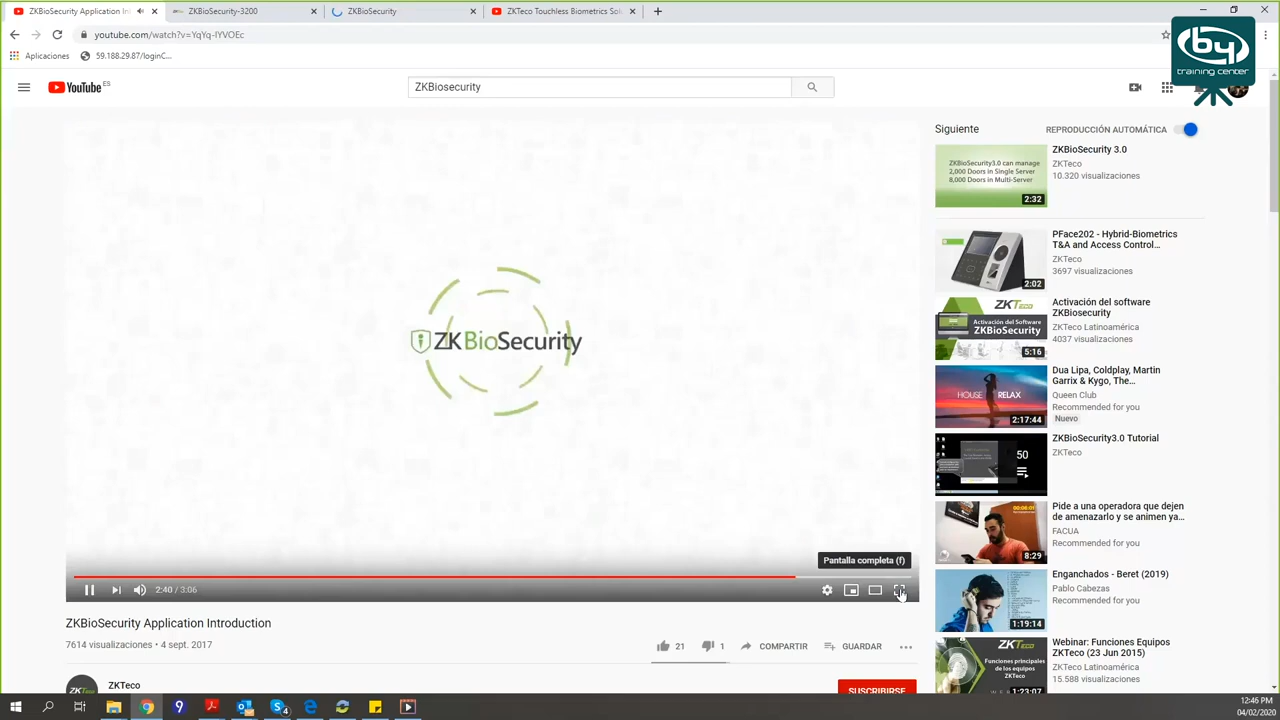 ZKBioSecurity Application In
ZKBioSecurity-3200
ZKBioSecurity
ZKTeco Touchless Biometrics Sol
youtube.com/watch?v=YqYq-IYVOEc
Aplicaciones
59.188.29.87/loginC...
by
training center
YouTube ES
ZKBiosecurity
Siguiente
REPRODUCCIÓN AUTOMÁTICA
ZKBioSecurity3.0 can manage
2,000 Doors in Single Server
8,000 Doors in Multi-Server
2:32
ZKBioSecurity 3.0
ZKTeco
10.320 visualizaciones
2:02
PFace202 - Hybrid-Biometrics
T&A and Access Control...
ZKTeco
3697 visualizaciones
ZKTeco
Activación del Software
ZKBioSecurity
5:16
Activación del software
ZKBiosecurity
ZKTeco Latinoamérica
4037 visualizaciones
HOUSE RELAX
2:17:44
Dua Lipa, Coldplay, Martin
Garrix & Kygo, The...
Queen Club
Recommended for you
Nuevo
50
ZKBioSecurity3.0 Tutorial
ZKTeco
00:06:01
8:29
Pide a una operadora que dejen
de amenazarlo y se animen ya...
FACUA
Recommended for you
1:19:14
Enganchados - Beret (2019)
Pablo Cabezas
Recommended for you
ZKTeco
Funciones principales
de los equipos
ZKTeco
1:23:07
Webinar: Funciones Equipos
ZKTeco (23 Jun 2015)
ZKTeco Latinoamérica
15.588 visualizaciones
ZKBioSecurity
Pantalla completa (f)
2:40 / 3:06
ZKBioSecurity Application Introduction
7614 visualizaciones • 4 sept. 2017
21
1
COMPARTIR
GUARDAR
ZKTeco
ZKTeco
SUSCRIBIRSE
12:46 PM
04/02/2020